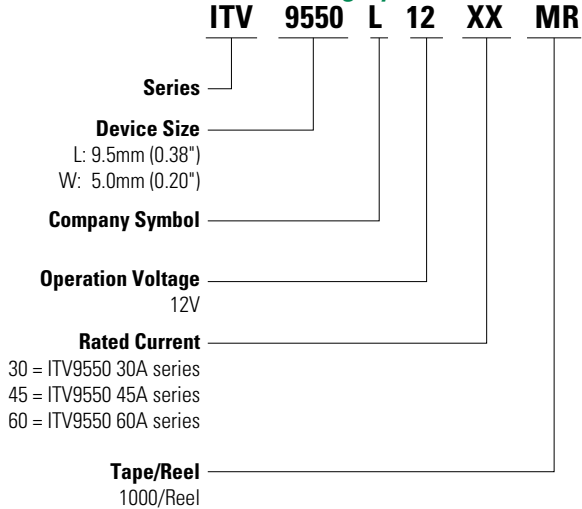 ITV 9550 L 12 XX MR
Series
Device Size
L: 9.5mm (0.38")
W: 5.0mm (0.20")
Company Symbol
Operation Voltage
12V
Rated Current
30 = ITV9550 30A series
45 = ITV9550 45A series
60 = ITV9550 60A series
Tape/Reel
1000/Reel